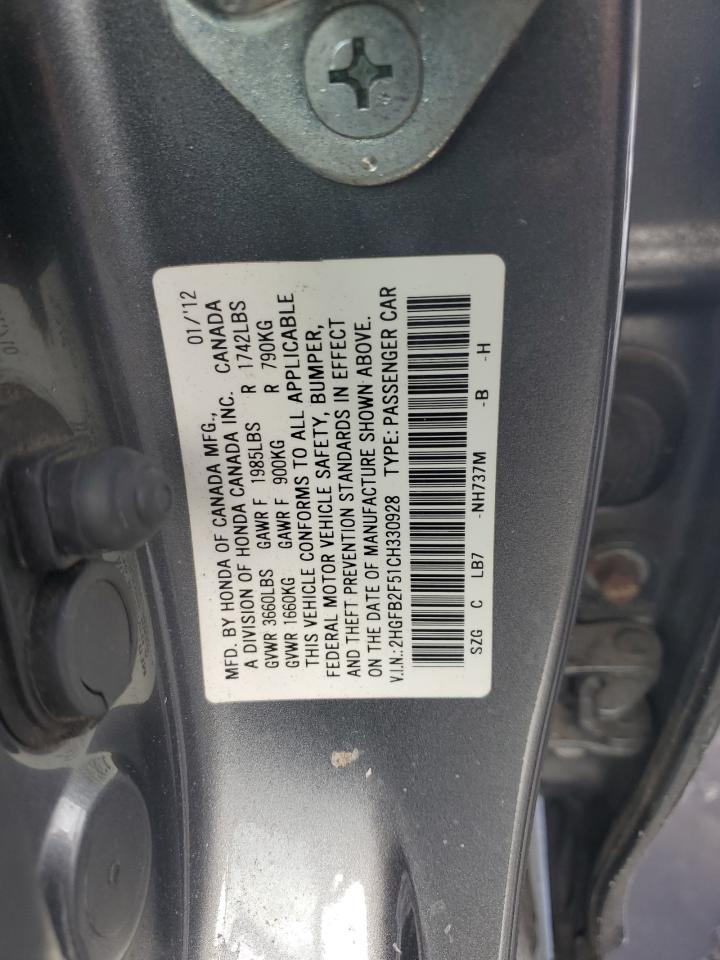 MFD. BY HONDA OF CANADA MFG., 01/'12
A DIVISION OF HONDA CANADA INC. CANADA
GVWR 3660LBS GAWR F 1985LBS R 1742LBS
GVWR 1660KG GAWR F 900KG R 790KG
THIS VEHICLE CONFORMS TO ALL APPLICABLE
FEDERAL MOTOR VEHICLE SAFETY, BUMPER,
AND THEFT PREVENTION STANDARDS IN EFFECT
ON THE DATE OF MANUFACTURE SHOWN ABOVE.
V.I.N.: 2HGFB2F51CH330928 TYPE: PASSENGER CAR
SZG C LB7 -NH737M -B -H